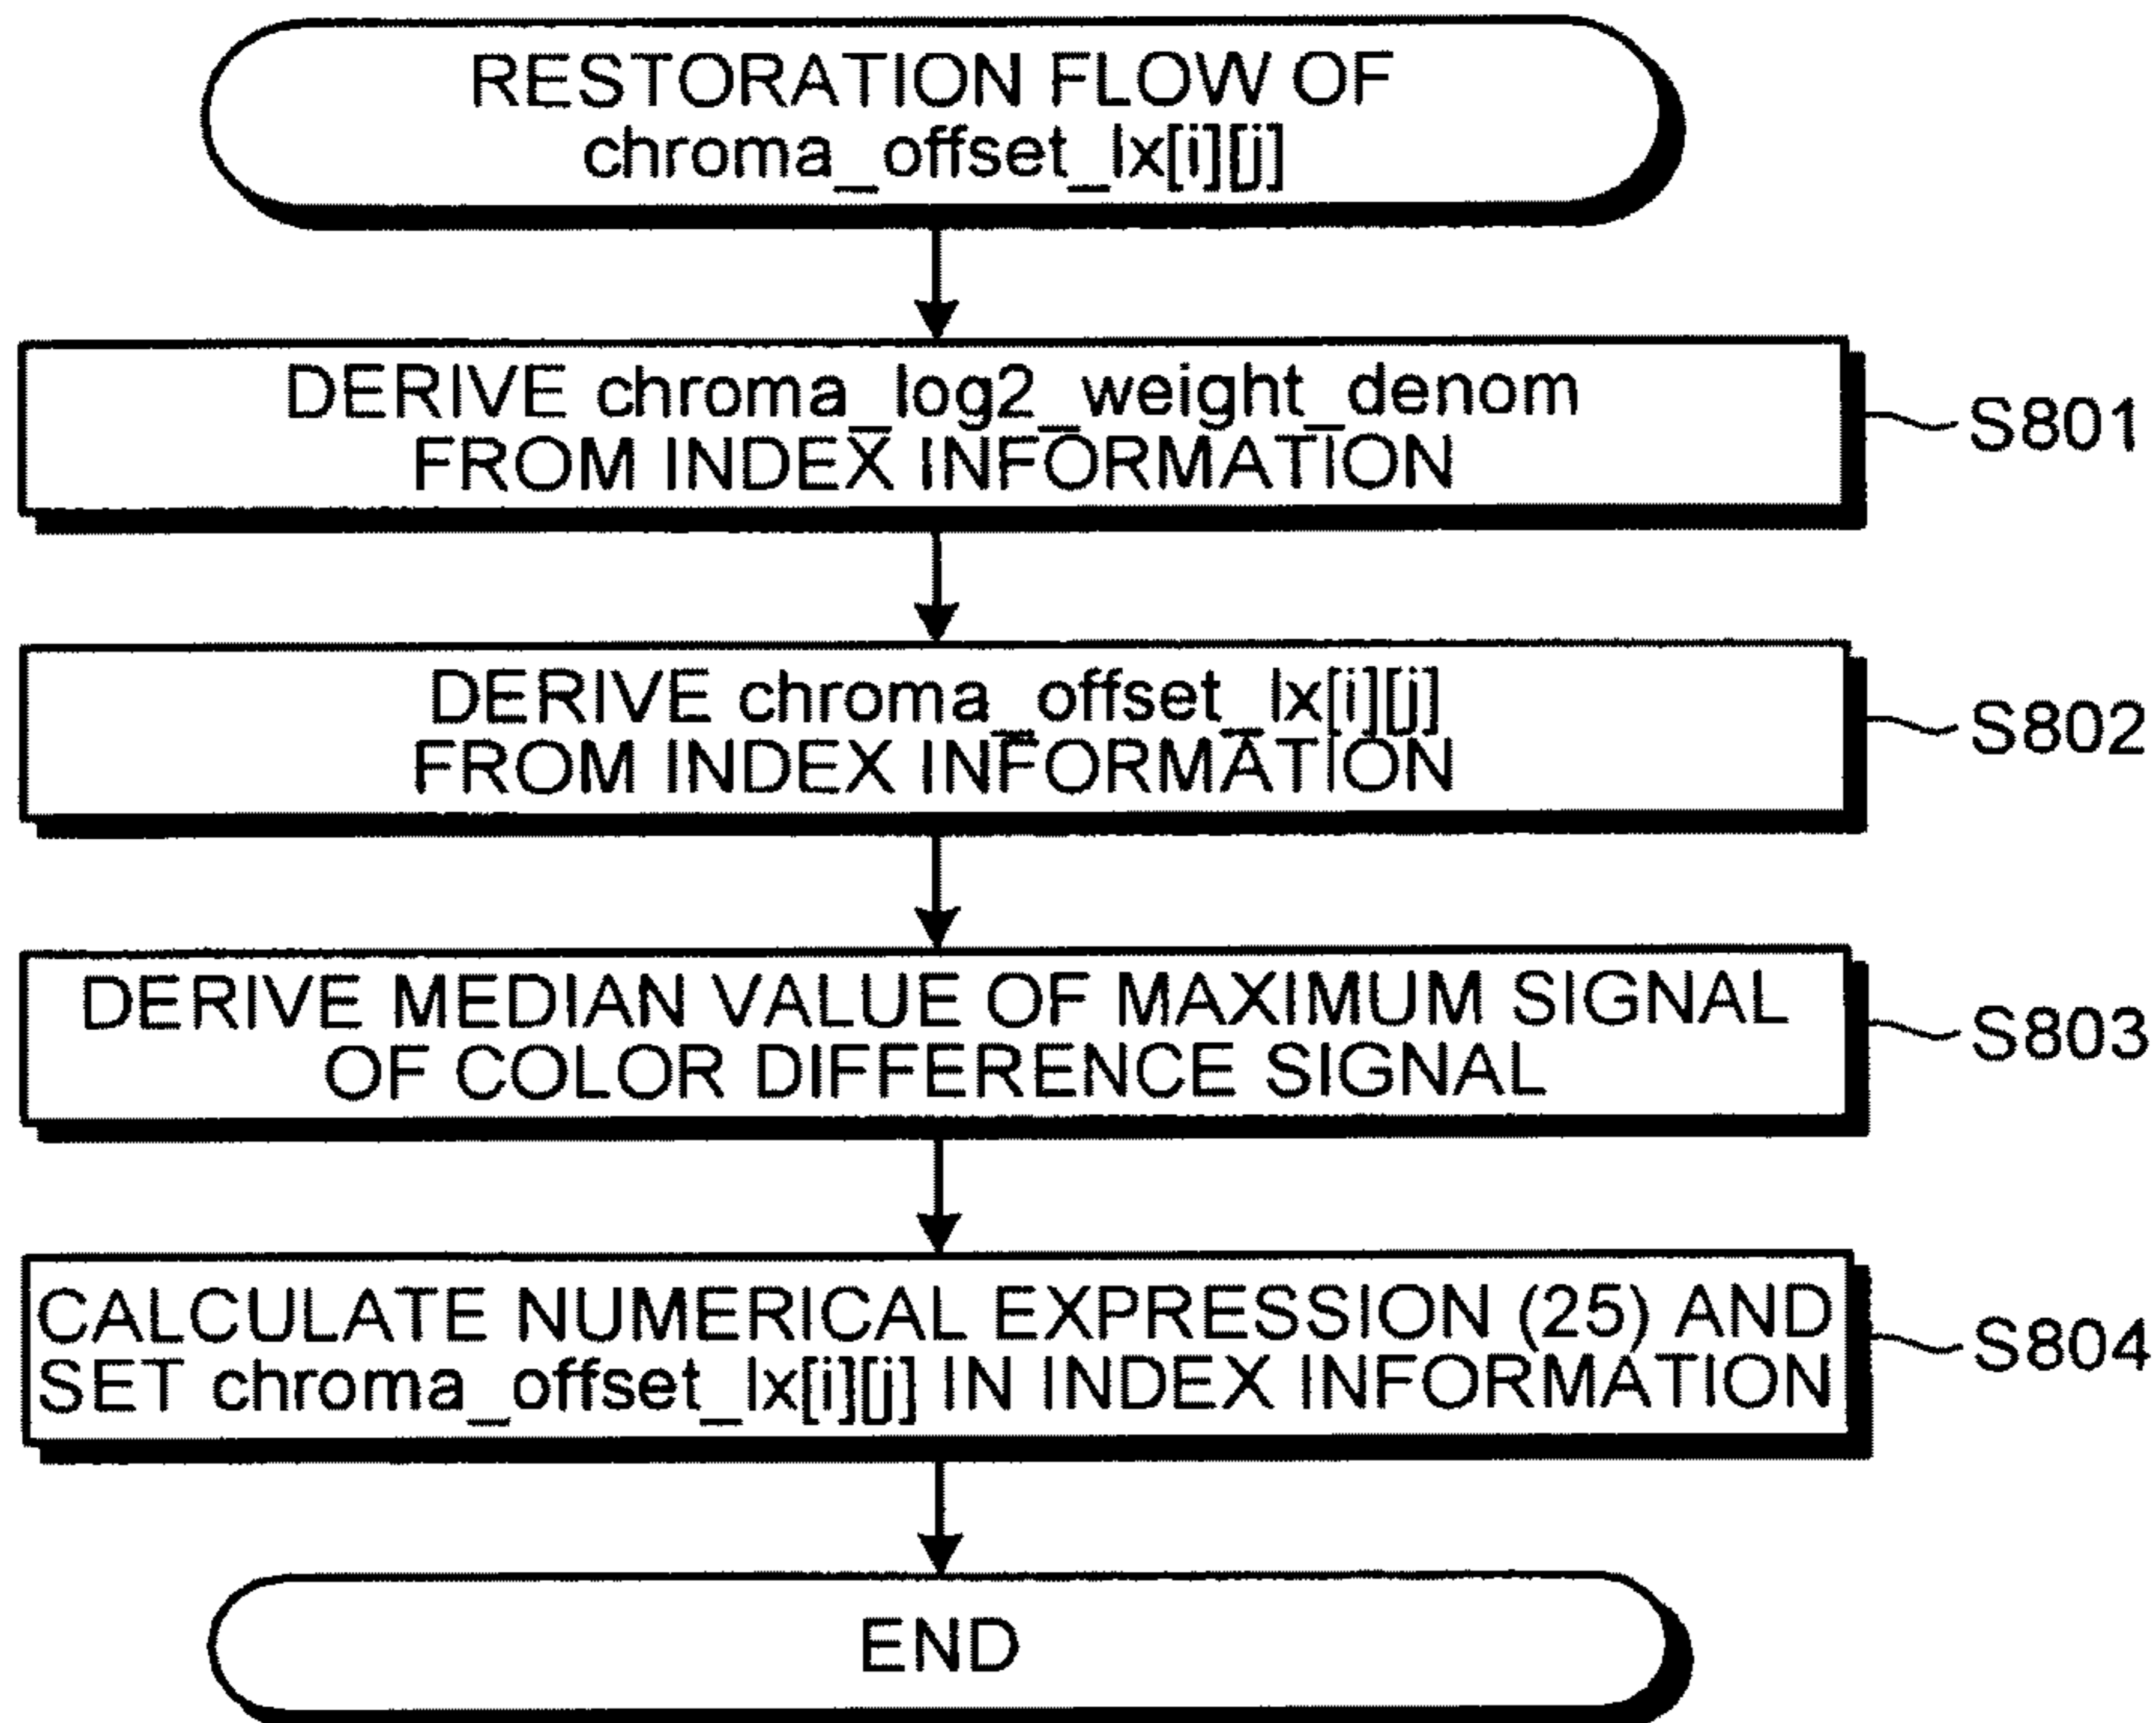 RESTORATION FLOW OF
chroma_offset_lx[i][j]
DERIVE chroma_log2_weight_denom
FROM INDEX INFORMATION
S801
DERIVE chroma_offset_lx[i][j]
FROM INDEX INFORMATION
S802
DERIVE MEDIAN VALUE OF MAXIMUM SIGNAL
OF COLOR DIFFERENCE SIGNAL
S803
CALCULATE NUMERICAL EXPRESSION (25) AND
SET chroma_offset_lx[i][j] IN INDEX INFORMATION
S804
END